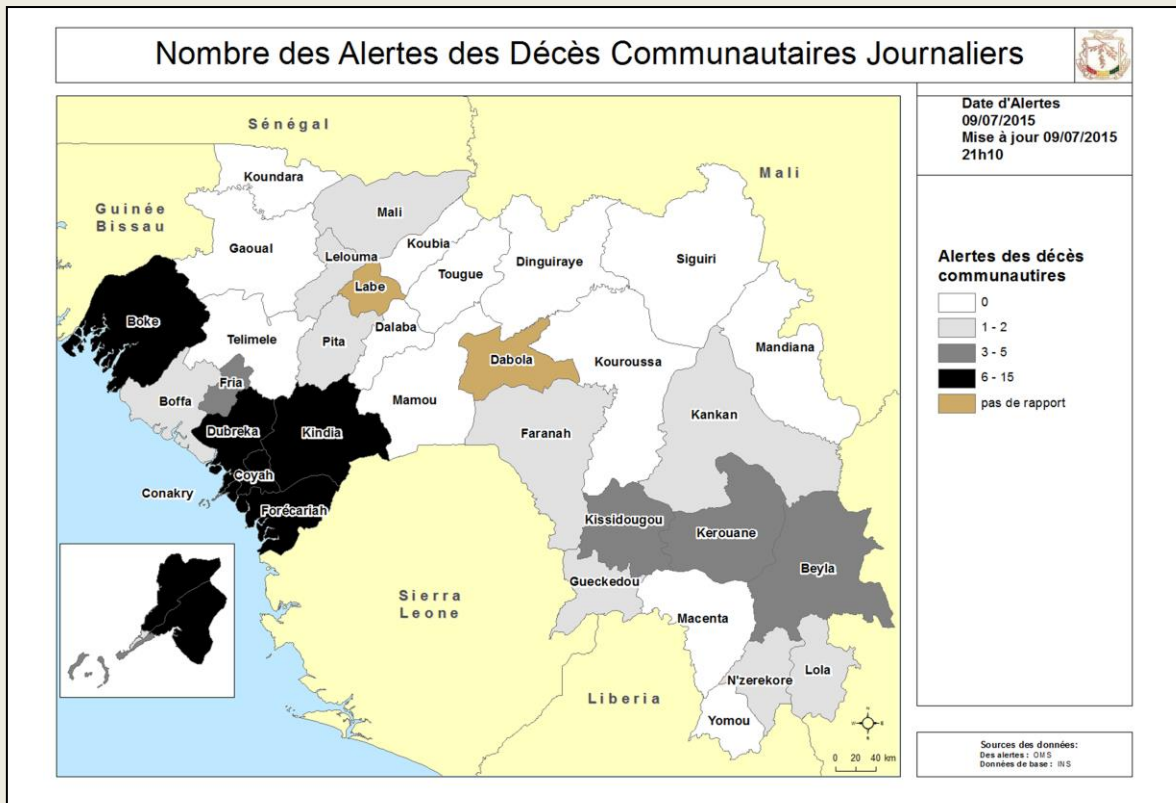 Nombre des Alertes des Décès Communautaires Journaliers
Date d'Alertes
09/07/2015
Mise à jour 09/07/2015
21h10
Sénégal
Mali
Guinée
Bissau
Koundara
Mali
Gaoual
Koubia
Lelouma
Tougue
Dinguiraye
Siguiri
Labe
Boke
Telimele
Pita
Dalaba
Dabola
Kouroussa
Mandiana
Fria
Boffa
Mamou
Kankan
Dubreka
Kindia
Faranah
Coyah
Conakry
Forécariah
Kissidougou
Kerouane
Beyla
Gueckedou
Sierra
Leone
Macenta
N'zerekore
Lola
Liberia
Yomou
N
W
E
S
0 20 40 km
Alertes des décès
communautires
0
1 - 2
3 - 5
6 - 15
pas de rapport
Sources des données:
Des alertes : OMS
Données de base : INS